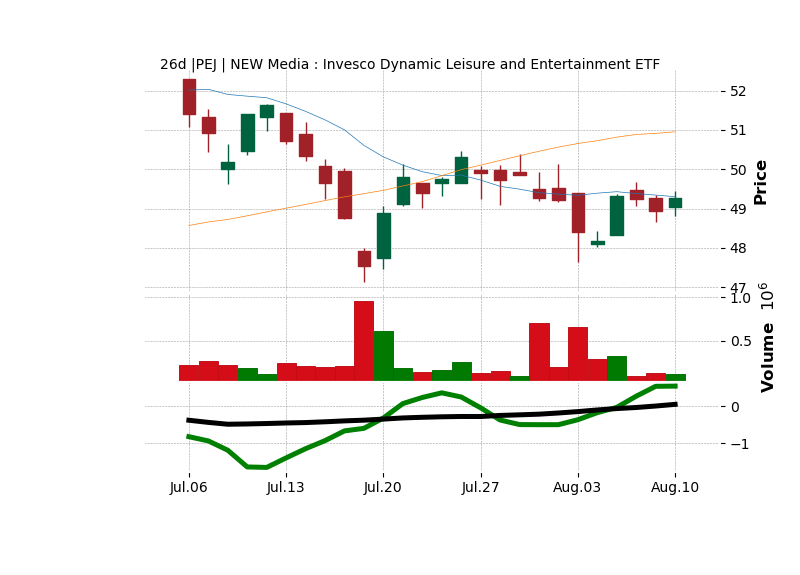 26d |PEJ | NEW Media : Invesco Dynamic Leisure and Entertainment ETF
52
51
50
49
48
47
Price
1.0
0.5
Volume 10^6
0
−1
Jul.06 Jul.13 Jul.20 Jul.27 Aug.03 Aug.10